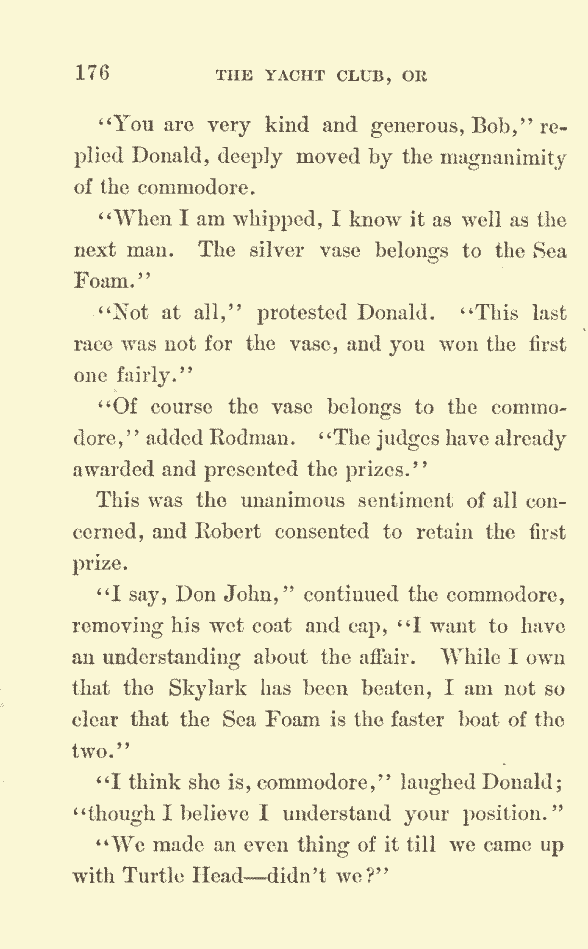 176 THE YACHT CLUB, OR
“You are very kind and generous, Bob,” re-
plied Donald, deeply moved by the magnanimity
of the commodore.
“When I am whipped, I know it as well as the
next man. The silver vase belongs to the Sea
Foam.”
“Not at all,” protested Donald. “This last
race was not for the vase, and you won the first
one fairly.”
“Of course the vase belongs to the commo-
dore,” added Rodman. “The judges have already
awarded and presented the prizes.”
This was the unanimous sentiment of all con-
cerned, and Robert consented to retain the first
prize.
“I say, Don John,” continued the commodore,
removing his wet coat and cap, “I want to have
an understanding about the affair. While I own
that the Skylark has been beaten, I am not so
clear that the Sea Foam is the faster boat of the
two.”
“I think she is, commodore,” laughed Donald;
“though I believe I understand your position.”
“We made an even thing of it till we came up
with Turtle Head—didn’t we?”